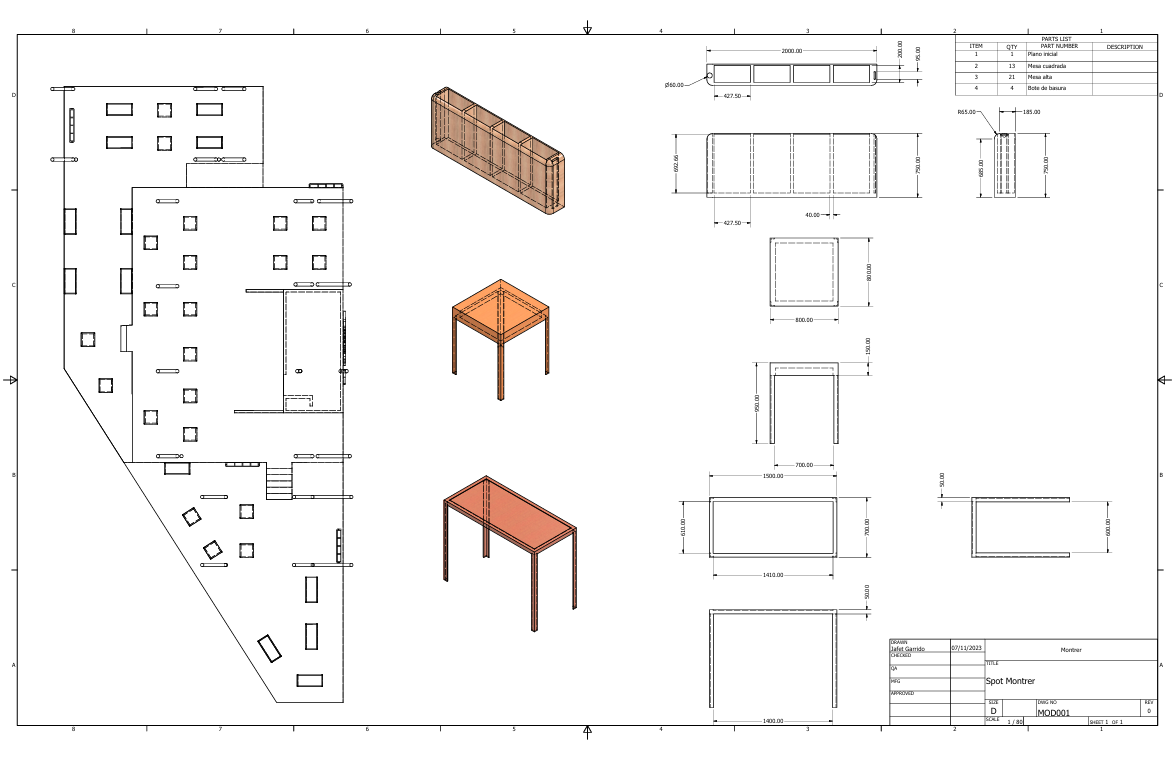 8 7 6 5 4 3 2 1
D
C
B
A
PARTS LIST
ITEM QTY PART NUMBER DESCRIPTION
1 1 Plano inicial
2 13 Mesa cuadrada
3 21 Mesa alta
4 4 Bote de basura
2000.00
200.00
95.00
Ø60.00
427.50
R65.00
185.00
692.66
750.00
685.00
750.00
40.00
427.50
800.00
800.00
150.00
950.00
700.00
1500.00
50.00
610.00
700.00
600.00
1410.00
50.00
1400.00
DRAWN
Jafet Garrido 07/11/2023
CHECKED
QA
MFG
APPROVED
Montrer
TITLE
Spot Montrer
SIZE
D
DWG NO
MOD001
REV
0
SCALE 1 / 80
SHEET 1 OF 1
D
C
B
A
8 7 6 5 4 3 2 1